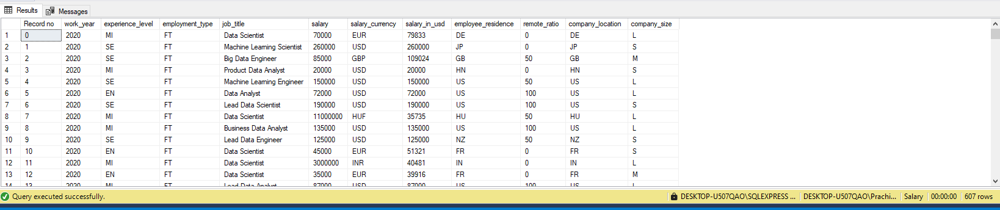 Results Messages
Record no work_year experience_level employment_type job_title salary salary_currency salary_in_usd employee_residence remote_ratio company_location company_size
1 0 2020 MI FT Data Scientist 70000 EUR 79833 DE 0 DE L
2 1 2020 SE FT Machine Learning Scientist 260000 USD 260000 JP 0 JP S
3 2 2020 SE FT Big Data Engineer 85000 GBP 109024 GB 50 GB M
4 3 2020 MI FT Product Data Analyst 20000 USD 20000 HN 0 HN S
5 4 2020 SE FT Machine Learning Engineer 150000 USD 150000 US 50 US L
6 5 2020 EN FT Data Analyst 72000 USD 72000 US 100 US L
7 6 2020 SE FT Lead Data Scientist 190000 USD 190000 US 100 US S
8 7 2020 MI FT Data Scientist 11000000 HUF 35735 HU 50 HU L
9 8 2020 MI FT Business Data Analyst 135000 USD 135000 US 100 US L
10 9 2020 SE FT Lead Data Engineer 125000 USD 125000 NZ 50 NZ S
11 10 2020 EN FT Data Scientist 45000 EUR 51321 FR 0 FR S
12 11 2020 MI FT Data Scientist 3000000 INR 40481 IN 0 IN L
13 12 2020 EN FT Data Scientist 35000 EUR 39916 FR 0 FR M
14 13 2020 MI FT Lead Data Analyst 87000 USD 87000 US 100 US L
Query executed successfully. DESKTOP-U507QAO\SQLEXPRESS ... DESKTOP-U507QAO\Prachi... Salary 00:00:00 607 rows